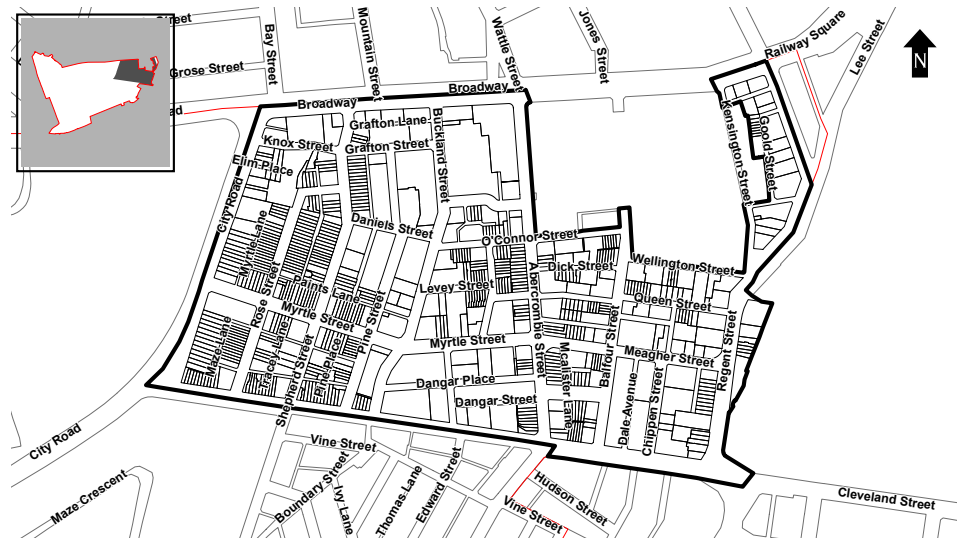 Street
Bay Street
Mountain Street
Wattle Street
Jones Street
Railway Square
Lee Street
N
Grose Street
Broadway
Broadway
Grafton Lane
Buckland Street
Kensington Street
Goold Street
Knox Street
Grafton Street
Elim Place
City Road
Daniels Street
O'Connor Street
Myrtle Lane
Dick Street
Wellington Street
Rose Street
Paints Lane
Levey Street
Abercrombie Street
Queen Street
Myrtle Street
Pine Street
Myrtle Street
Balfour Street
Regent Street
Maze Lane
Tracey Lane
Shepherd Street
Pine Place
Mcalister Lane
Meagher Street
Dangar Place
Dangar Street
Dale Avenue
Chippen Street
City Road
Vine Street
Maze Crescent
Boundary Street
Ivy Lane
Thomas Lane
Edward Street
Hudson Street
Vine Street
Cleveland Street